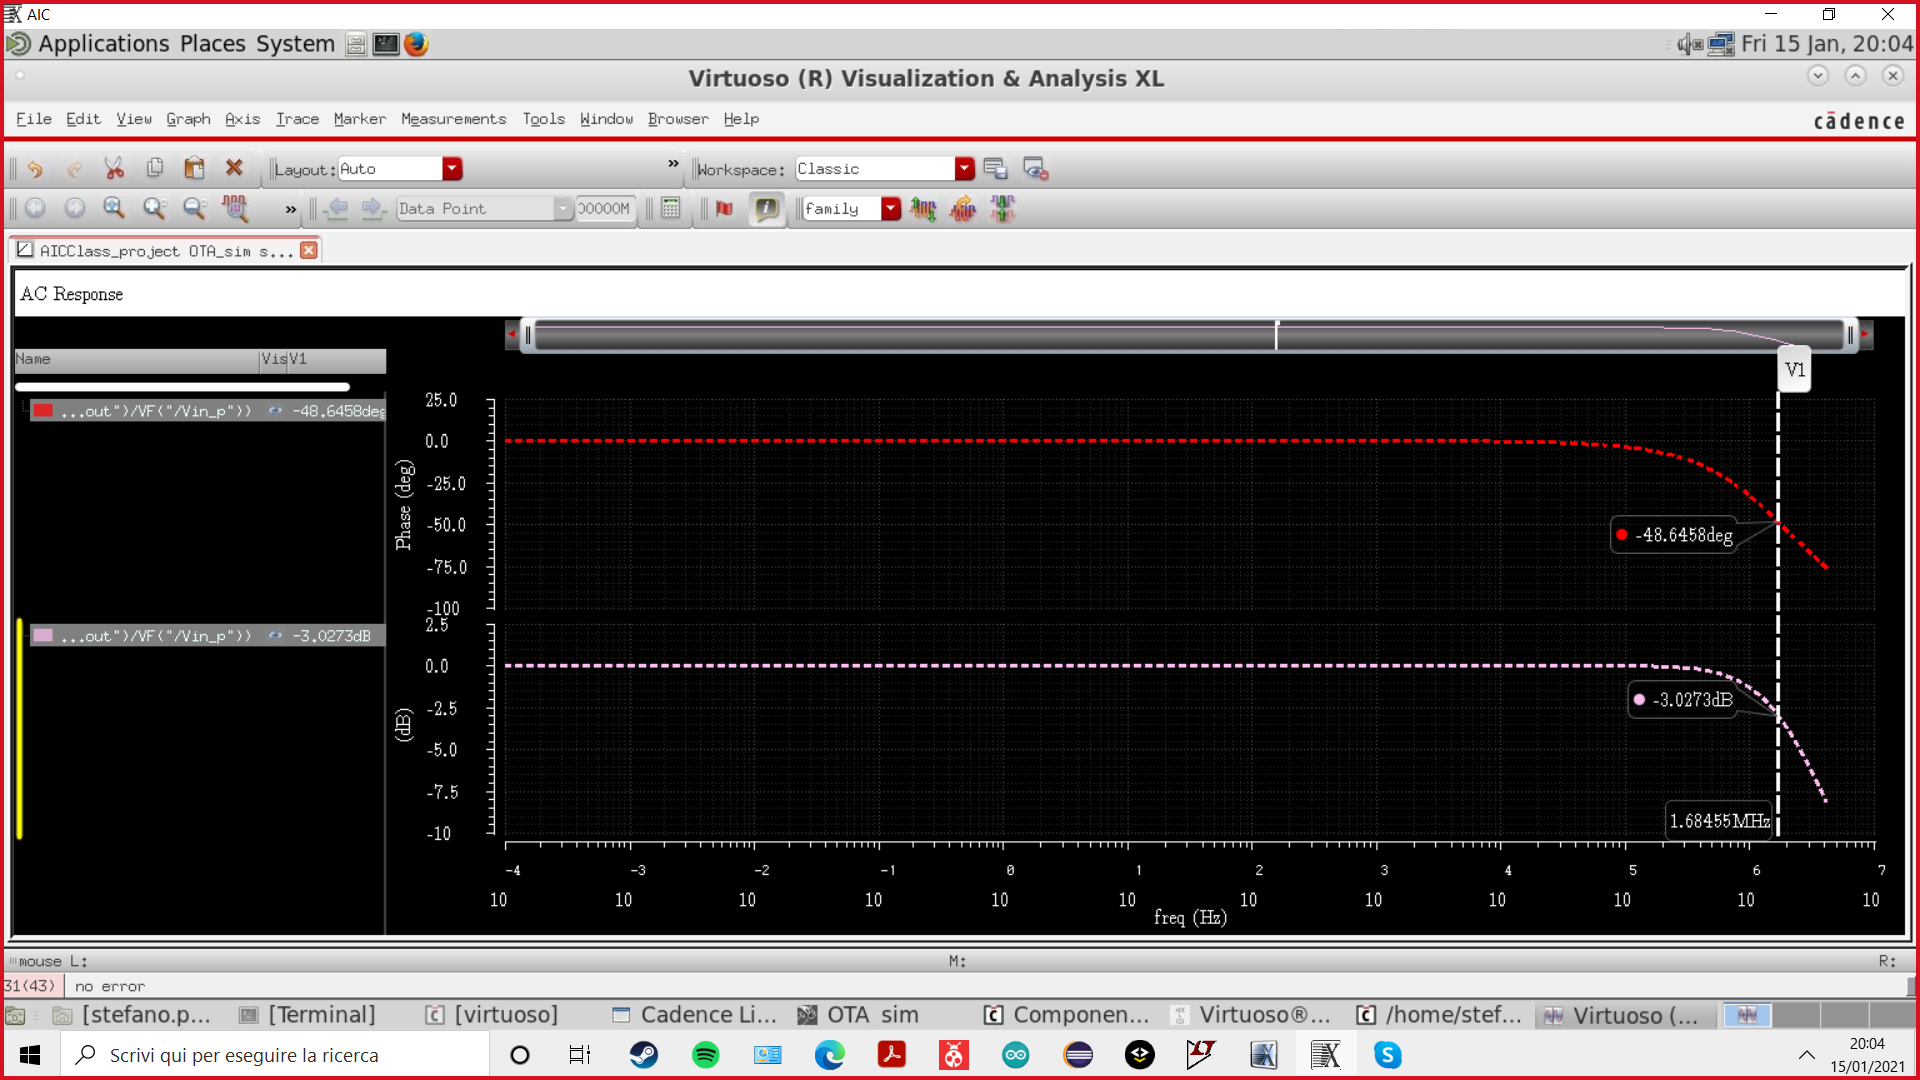 AIC
Applications Places System Fri 15 Jan, 20:04
Virtuoso (R) Visualization & Analysis XL
File Edit View Graph Axis Trace Marker Measurements Tools Window Browser Help cādence
Layout: Auto » Workspace: Classic
» Data Point 00000M family
AICClass_project OTA_sim s...
AC Response
Name Vis V1
V1
...out")/VF("/Vin_p")) -48.6458deg
25.0
0.0
-25.0
-50.0
-75.0
-100
Phase (deg)
-48.6458deg
...out")/VF("/Vin_p")) -3.0273dB
2.5
0.0
-2.5
-5.0
-7.5
-10
(dB)
-3.0273dB
1.68455MHz
-4 -3 -2 -1 0 1 2 3 4 5 6 7
10 10 10 10 10 10 10 10 10 10 10 10
freq (Hz)
mouse L: M: R:
31(43) no error
[stefano.p... [Terminal] [virtuoso] Cadence Li... OTA sim Componen... Virtuoso®... /home/stef... Virtuoso (...
Scrivi qui per eseguire la ricerca
20:04
15/01/2021